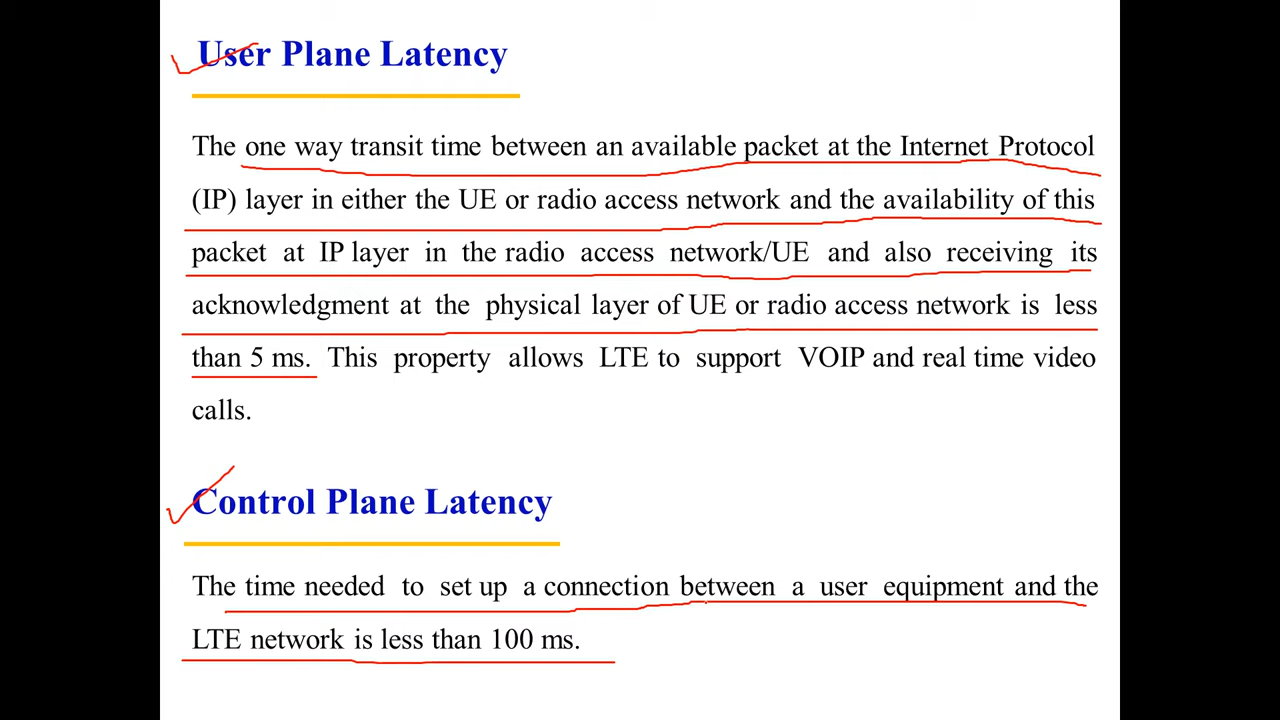 User Plane Latency
The one way transit time between an available packet at the Internet Protocol
(IP) layer in either the UE or radio access network and the availability of this
packet at IP layer in the radio access network/UE and also receiving its
acknowledgment at the physical layer of UE or radio access network is less
than 5 ms. This property allows LTE to support VOIP and real time video
calls.
Control Plane Latency
The time needed to set up a connection between a user equipment and the
LTE network is less than 100 ms.